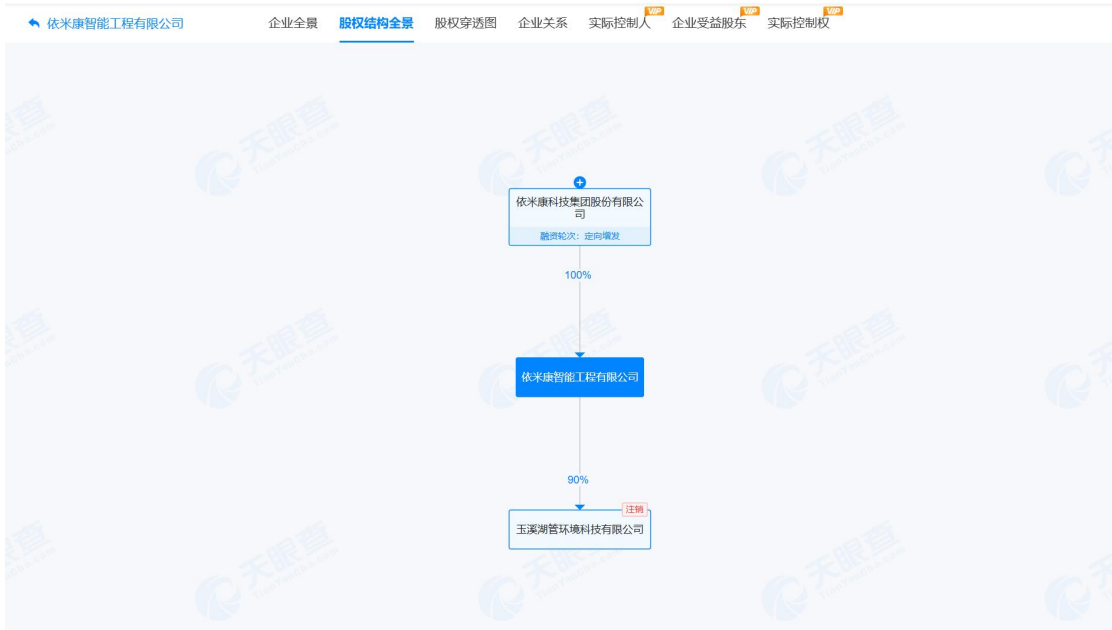 依米康智能工程有限公司 企业全景 股权结构全景 股权穿透图 企业关系 实际控制人 VIP 企业受益股东 VIP 实际控制权 VIP
依米康科技集团股份有限公
司
融资轮次：定向增发
100%
依米康智能工程有限公司
90%
注销
玉溪湖管环境科技有限公司
天眼查
TianYanCha.com